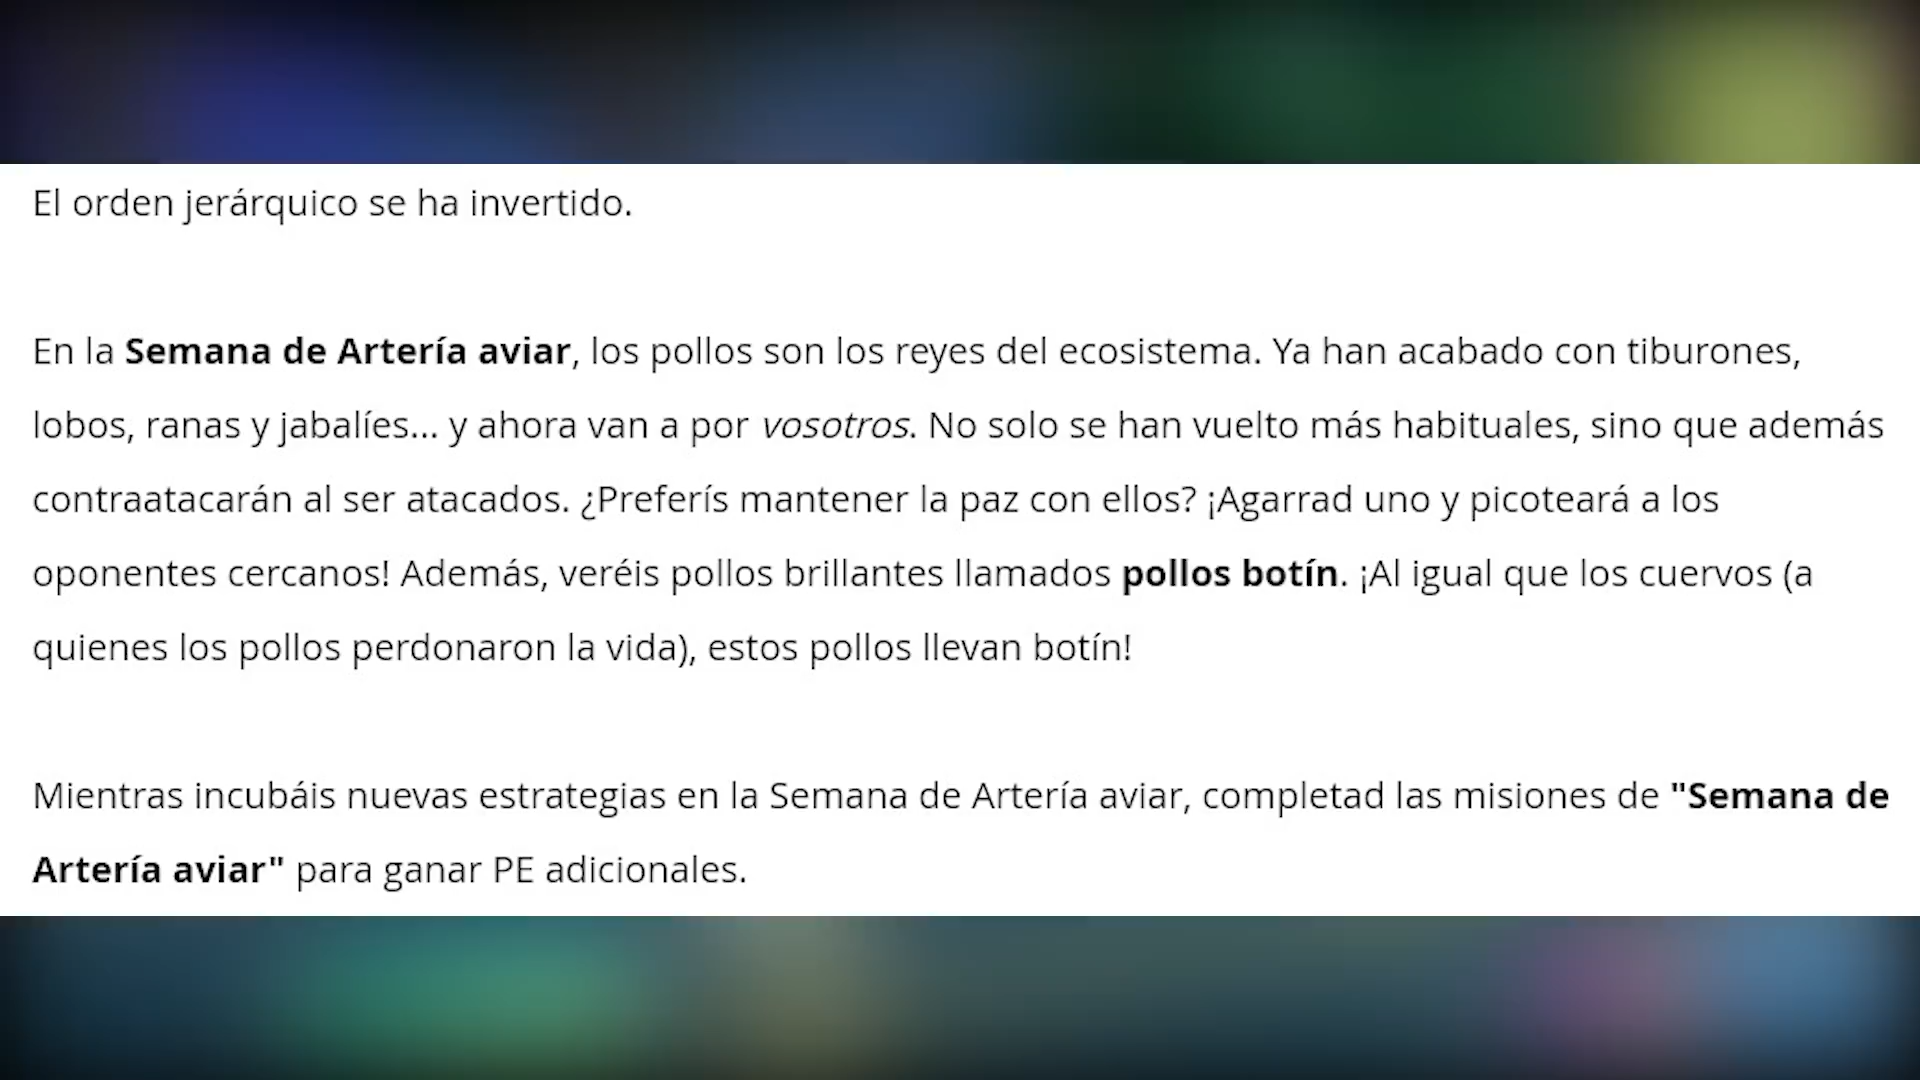 El orden jerárquico se ha invertido.
En la Semana de Artería aviar, los pollos son los reyes del ecosistema. Ya han acabado con tiburones,
lobos, ranas y jabalíes... y ahora van a por vosotros. No solo se han vuelto más habituales, sino que además
contraatacarán al ser atacados. ¿Preferís mantener la paz con ellos? ¡Agarrad uno y picoteará a los
oponentes cercanos! Además, veréis pollos brillantes llamados pollos botín. ¡Al igual que los cuervos (a
quienes los pollos perdonaron la vida), estos pollos llevan botín!
Mientras incubáis nuevas estrategias en la Semana de Artería aviar, completad las misiones de "Semana de
Artería aviar" para ganar PE adicionales.